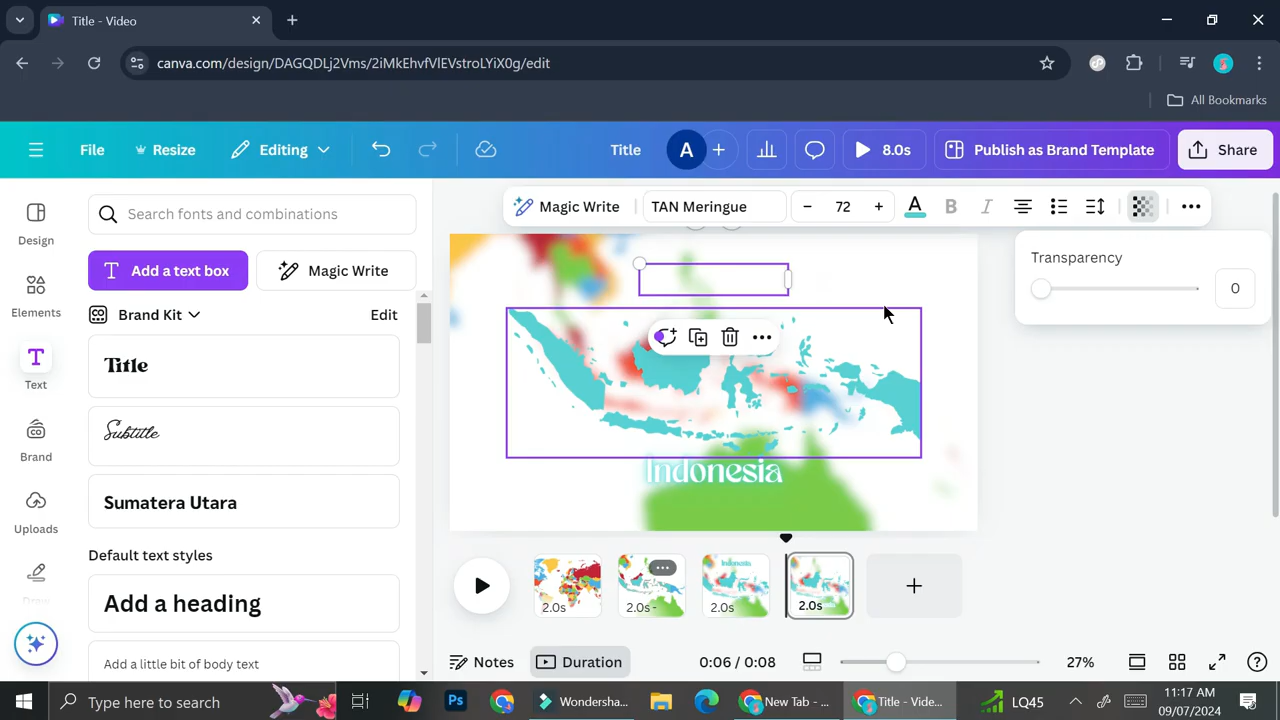 Title - Video
canva.com/design/DAGQDLj2Vms/2iMkEhvfVlEVstroLYiX0g/edit
All Bookmarks
File
Resize
Editing
Title
A
8.0s
Publish as Brand Template
Share
Design
Elements
Text
Brand
Uploads
Draw
Search fonts and combinations
Add a text box
Magic Write
Brand Kit
Edit
Title
Subtitle
Sumatera Utara
Default text styles
Add a heading
Add a little bit of body text
Magic Write
TAN Meringue
72
A
B
I
Transparency
0
Indonesia
2.0s
2.0s -
Indonesia
2.0s
2.0s
Notes
Duration
0:06 / 0:08
27%
Type here to search
Ps
Wondersha...
New Tab - ...
Title - Vide...
LQ45
11:17 AM
09/07/2024